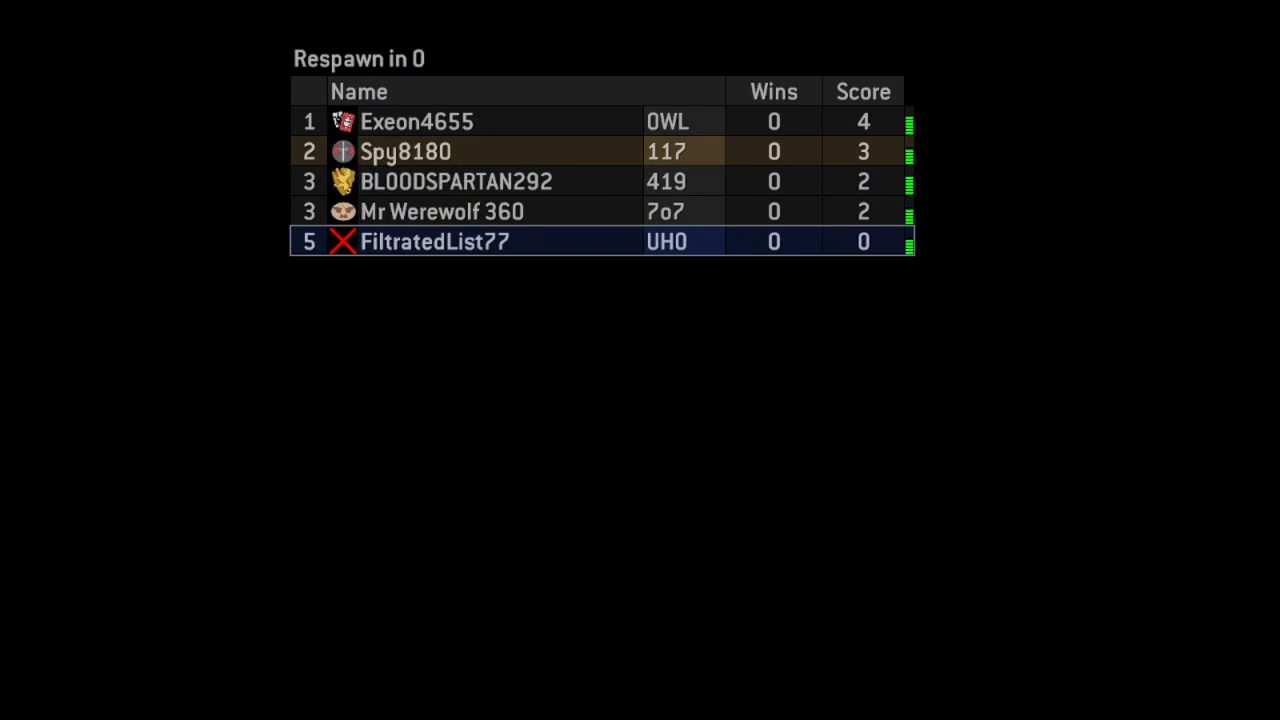 Respawn in 0
Name Wins Score
1 Exeon4655 0WL 0 4
2 Spy8180 117 0 3
3 BLOODSPARTAN292 419 0 2
3 Mr Werewolf 360 7o7 0 2
5 FiltratedList77 UH0 0 0